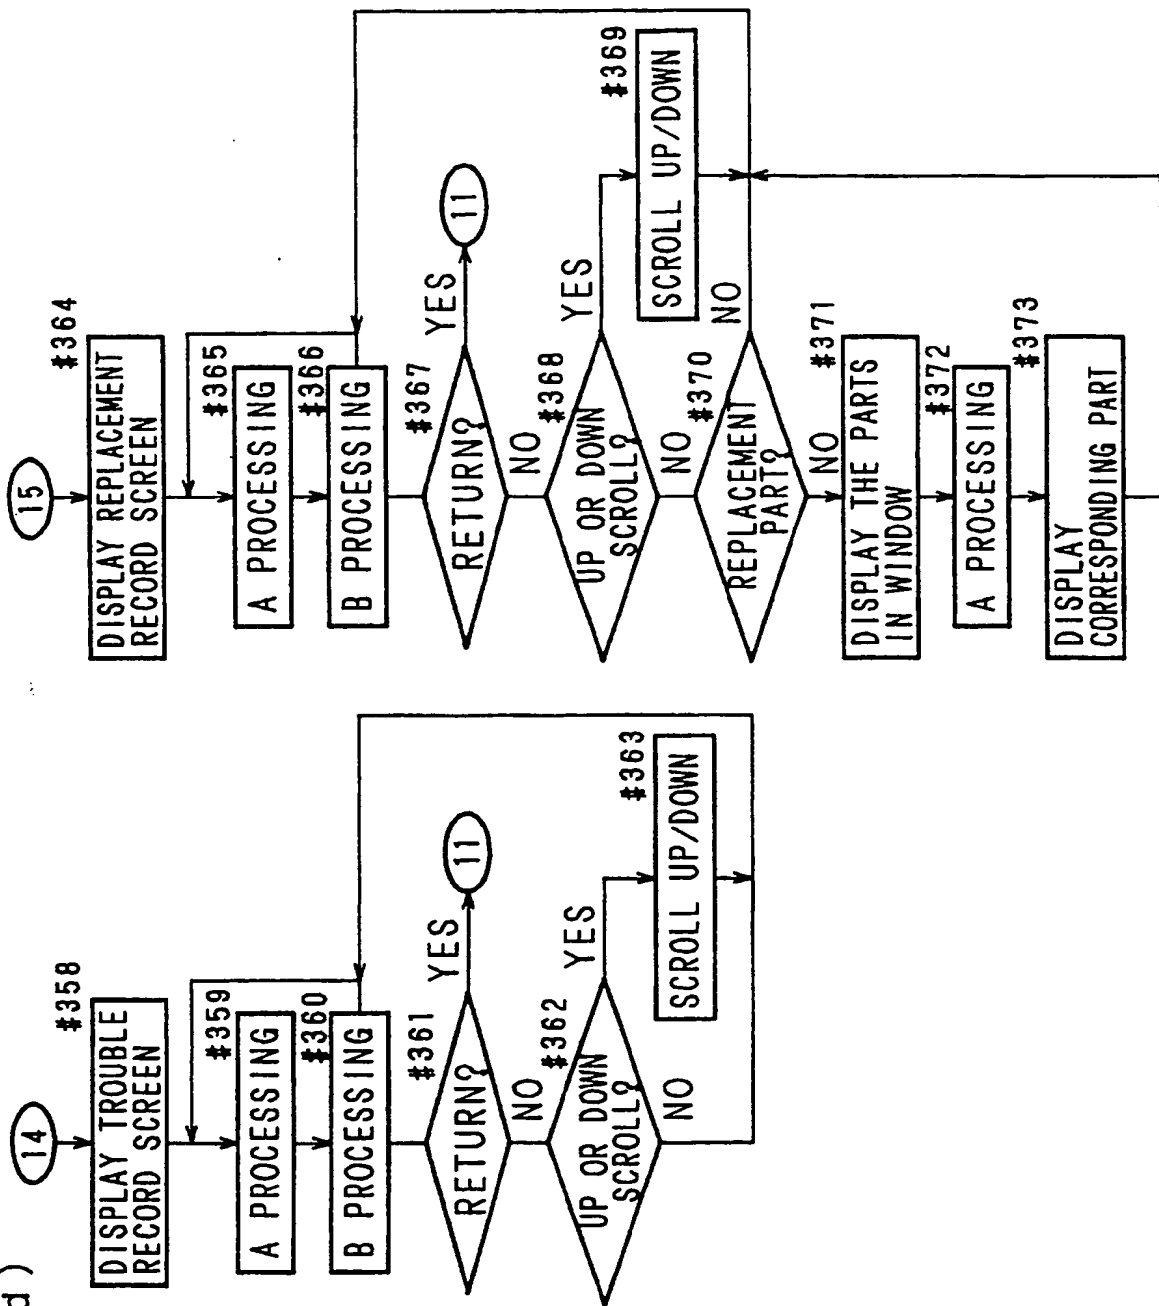 d)
14
#358
DISPLAY TROUBLE
RECORD SCREEN
#359
A PROCESSING
#360
B PROCESSING
#361
RETURN?
YES
11
NO
#362
UP OR DOWN
SCROLL?
YES
#363
SCROLL UP/DOWN
NO
15
#364
DISPLAY REPLACEMENT
RECORD SCREEN
#365
A PROCESSING
#366
B PROCESSING
#367
RETURN?
YES
11
NO
#368
UP OR DOWN
SCROLL?
YES
#369
SCROLL UP/DOWN
NO
#370
REPLACEMENT
PART?
NO
NO
#371
DISPLAY THE PARTS
IN WINDOW
#372
A PROCESSING
#373
DISPLAY
CORRESPONDING PART